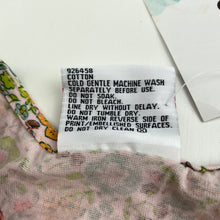 926458
COTTON
COLD GENTLE MACHINE WASH
SEPARATELY BEFORE USE.
DO NOT SOAK.
DO NOT BLEACH.
LINE DRY WITHOUT DELAY.
DO NOT TUMBLE DRY.
WARM IRON REVERSE SIDE OF
PRINT/EMBELLISHED SURFACES.
DO NOT DRY CLEAN